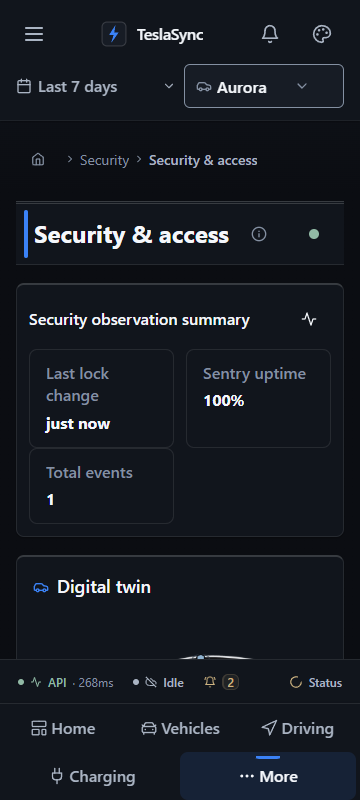 TeslaSync
Last 7 days
Aurora
Security
Security & access
Security & access
Security observation summary
Last lock change
just now
Sentry uptime
100%
Total events
1
Digital twin
API · 268ms
Idle
2
Status
Home
Vehicles
Driving
Charging
More